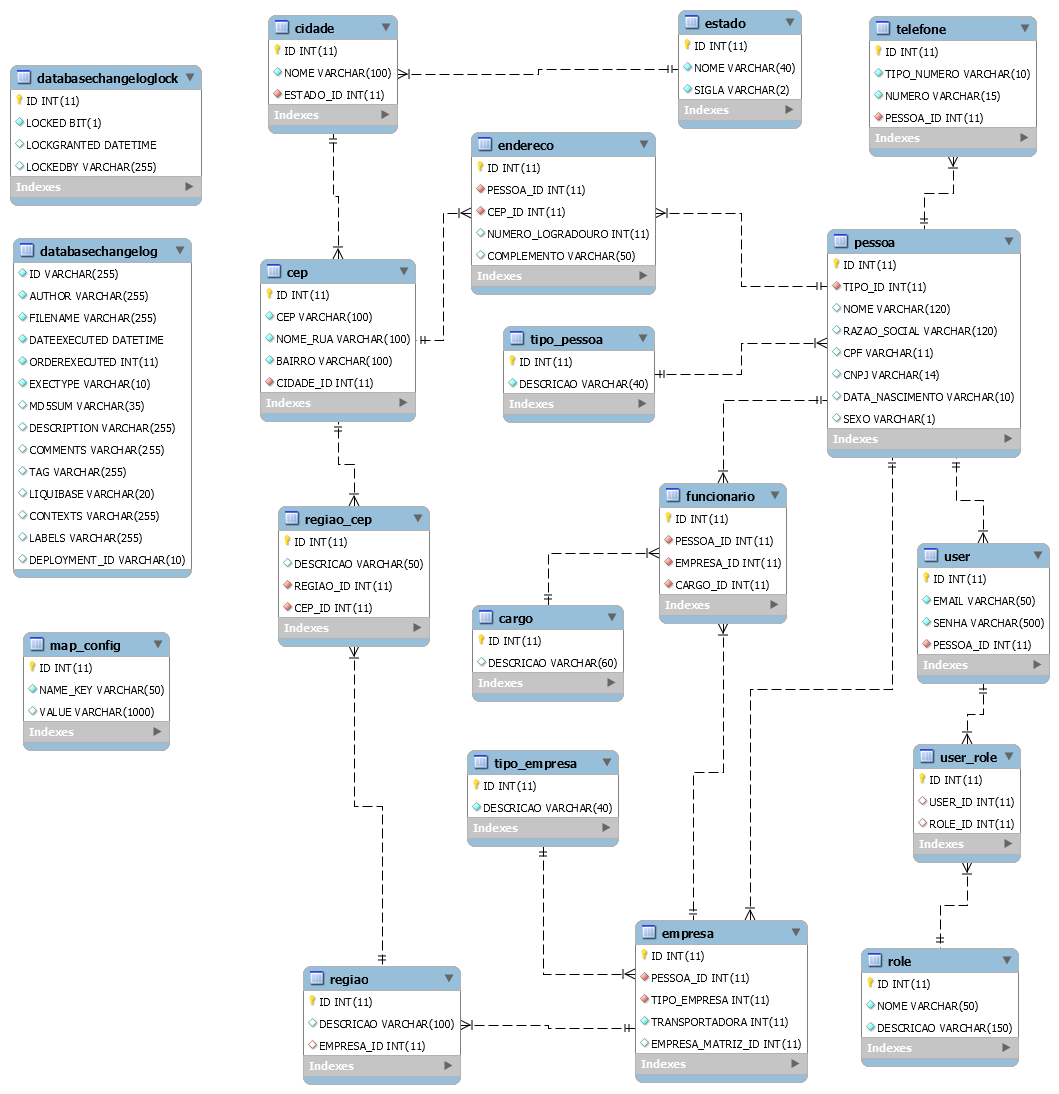 databasechangeloglock
ID INT(11)
LOCKED BIT(1)
LOCKGRANTED DATETIME
LOCKEDBY VARCHAR(255)
Indexes
databasechangelog
ID VARCHAR(255)
AUTHOR VARCHAR(255)
FILENAME VARCHAR(255)
DATEEXECUTED DATETIME
ORDEREXECUTED INT(11)
EXECTYPE VARCHAR(10)
MD5SUM VARCHAR(35)
DESCRIPTION VARCHAR(255)
COMMENTS VARCHAR(255)
TAG VARCHAR(255)
LIQUIBASE VARCHAR(20)
CONTEXTS VARCHAR(255)
LABELS VARCHAR(255)
DEPLOYMENT_ID VARCHAR(10)
map_config
ID INT(11)
NAME_KEY VARCHAR(50)
VALUE VARCHAR(1000)
Indexes
cidade
ID INT(11)
NOME VARCHAR(100)
ESTADO_ID INT(11)
Indexes
estado
ID INT(11)
NOME VARCHAR(40)
SIGLA VARCHAR(2)
Indexes
telefone
ID INT(11)
TIPO_NUMERO VARCHAR(10)
NUMERO VARCHAR(15)
PESSOA_ID INT(11)
Indexes
endereco
ID INT(11)
PESSOA_ID INT(11)
CEP_ID INT(11)
NUMERO_LOGRADOURO INT(11)
COMPLEMENTO VARCHAR(50)
Indexes
cep
ID INT(11)
CEP VARCHAR(100)
NOME_RUA VARCHAR(100)
BAIRRO VARCHAR(100)
CIDADE_ID INT(11)
Indexes
tipo_pessoa
ID INT(11)
DESCRICAO VARCHAR(40)
Indexes
pessoa
ID INT(11)
TIPO_ID INT(11)
NOME VARCHAR(120)
RAZAO_SOCIAL VARCHAR(120)
CPF VARCHAR(11)
CNPJ VARCHAR(14)
DATA_NASCIMENTO VARCHAR(10)
SEXO VARCHAR(1)
Indexes
regiao_cep
ID INT(11)
DESCRICAO VARCHAR(50)
REGIAO_ID INT(11)
CEP_ID INT(11)
Indexes
funcionario
ID INT(11)
PESSOA_ID INT(11)
EMPRESA_ID INT(11)
CARGO_ID INT(11)
Indexes
cargo
ID INT(11)
DESCRICAO VARCHAR(60)
Indexes
user
ID INT(11)
EMAIL VARCHAR(50)
SENHA VARCHAR(500)
PESSOA_ID INT(11)
Indexes
user_role
ID INT(11)
USER_ID INT(11)
ROLE_ID INT(11)
Indexes
tipo_empresa
ID INT(11)
DESCRICAO VARCHAR(40)
Indexes
empresa
ID INT(11)
PESSOA_ID INT(11)
TIPO_EMPRESA INT(11)
TRANSPORTADORA INT(11)
EMPRESA_MATRIZ_ID INT(11)
Indexes
role
ID INT(11)
NOME VARCHAR(50)
DESCRICAO VARCHAR(150)
Indexes
regiao
ID INT(11)
DESCRICAO VARCHAR(100)
EMPRESA_ID INT(11)
Indexes